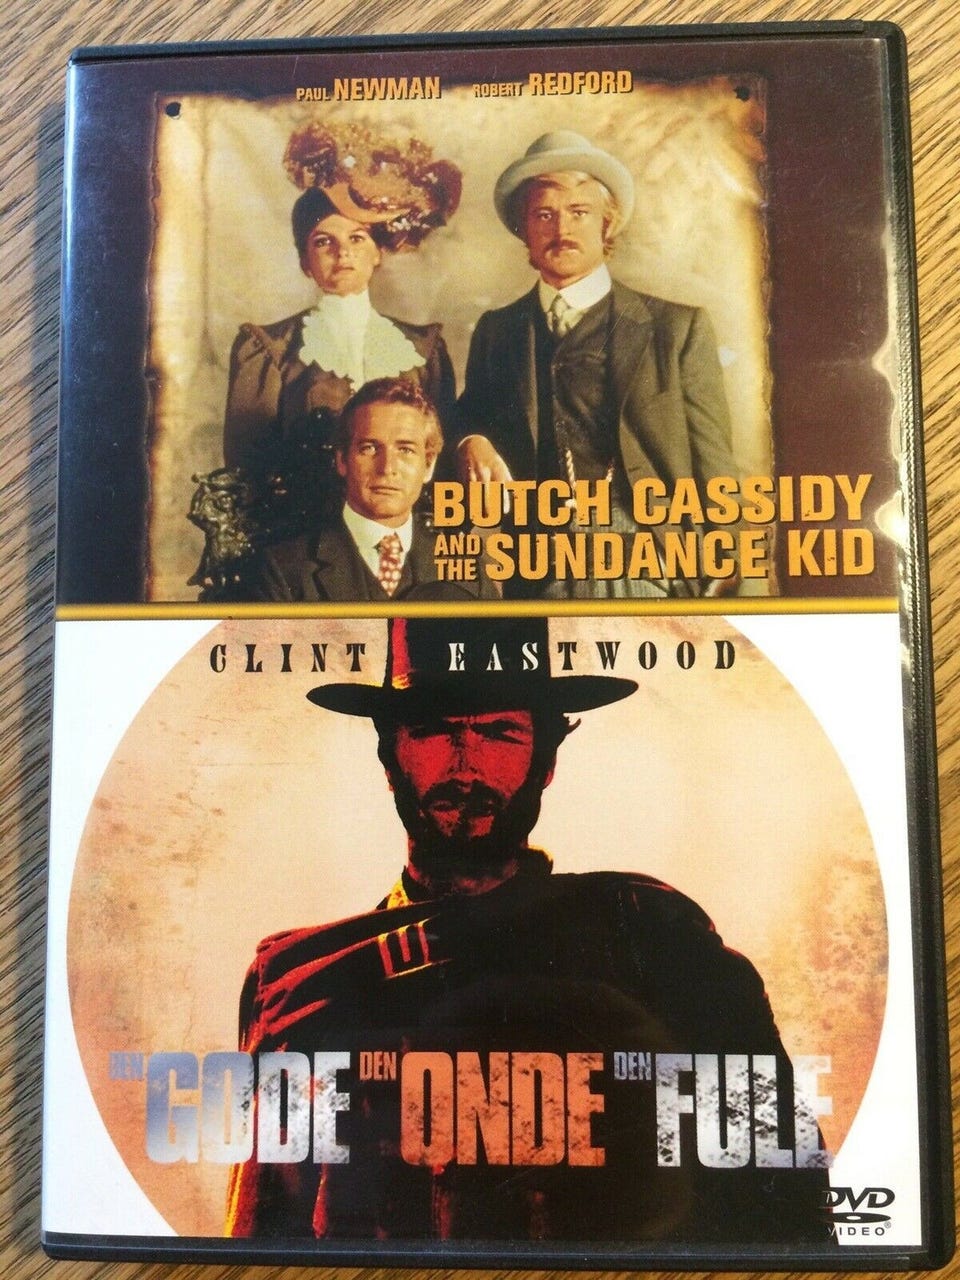 PAUL NEWMAN ROBERT REDFORD
BUTCH CASSIDY
AND THE SUNDANCE KID
CLINT EASTWOOD
DEN GODE DEN ONDE DEN FULE
DVD
VIDEO®